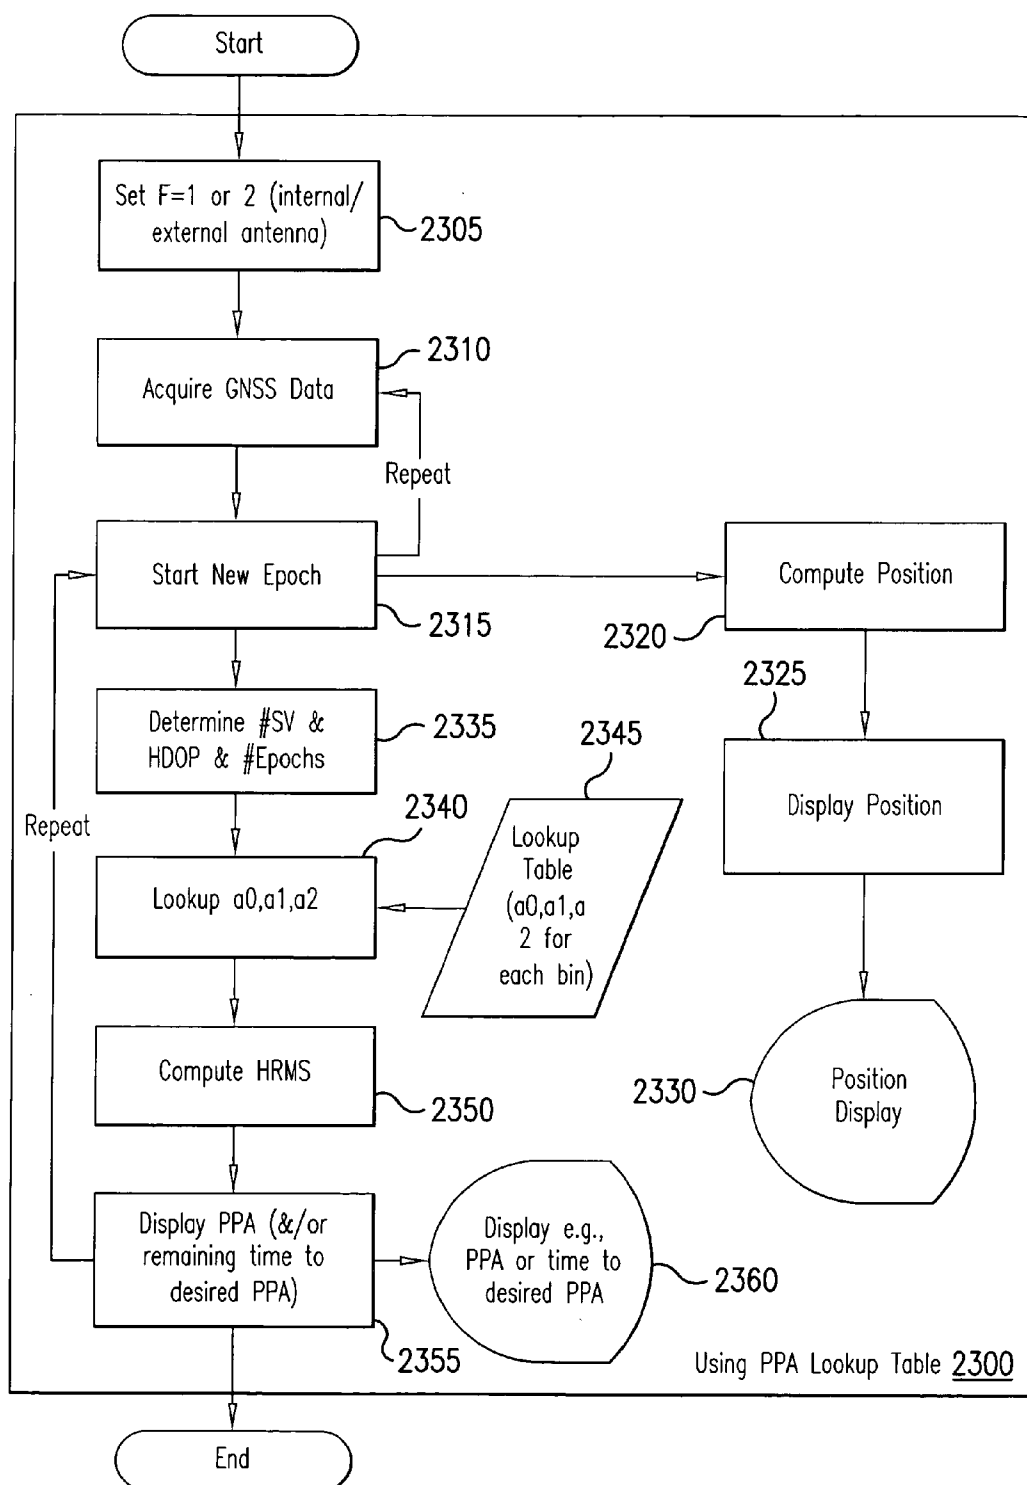 Start
Set F=1 or 2 (internal/
external antenna)
2305
2310
Acquire GNSS Data
Repeat
Start New Epoch
2315
Compute Position
2320
2325
Determine #SV &
HDOP & #Epochs
2335
2345
Display Position
Repeat
2340
Lookup a0,a1,a2
Lookup
Table
(a0,a1,a
2 for
each bin)
Compute HRMS
2350
2330
Position
Display
Display PPA (&/or
remaining time to
desired PPA)
2355
Display e.g.,
PPA or time to
desired PPA
2360
Using PPA Lookup Table 2300
End